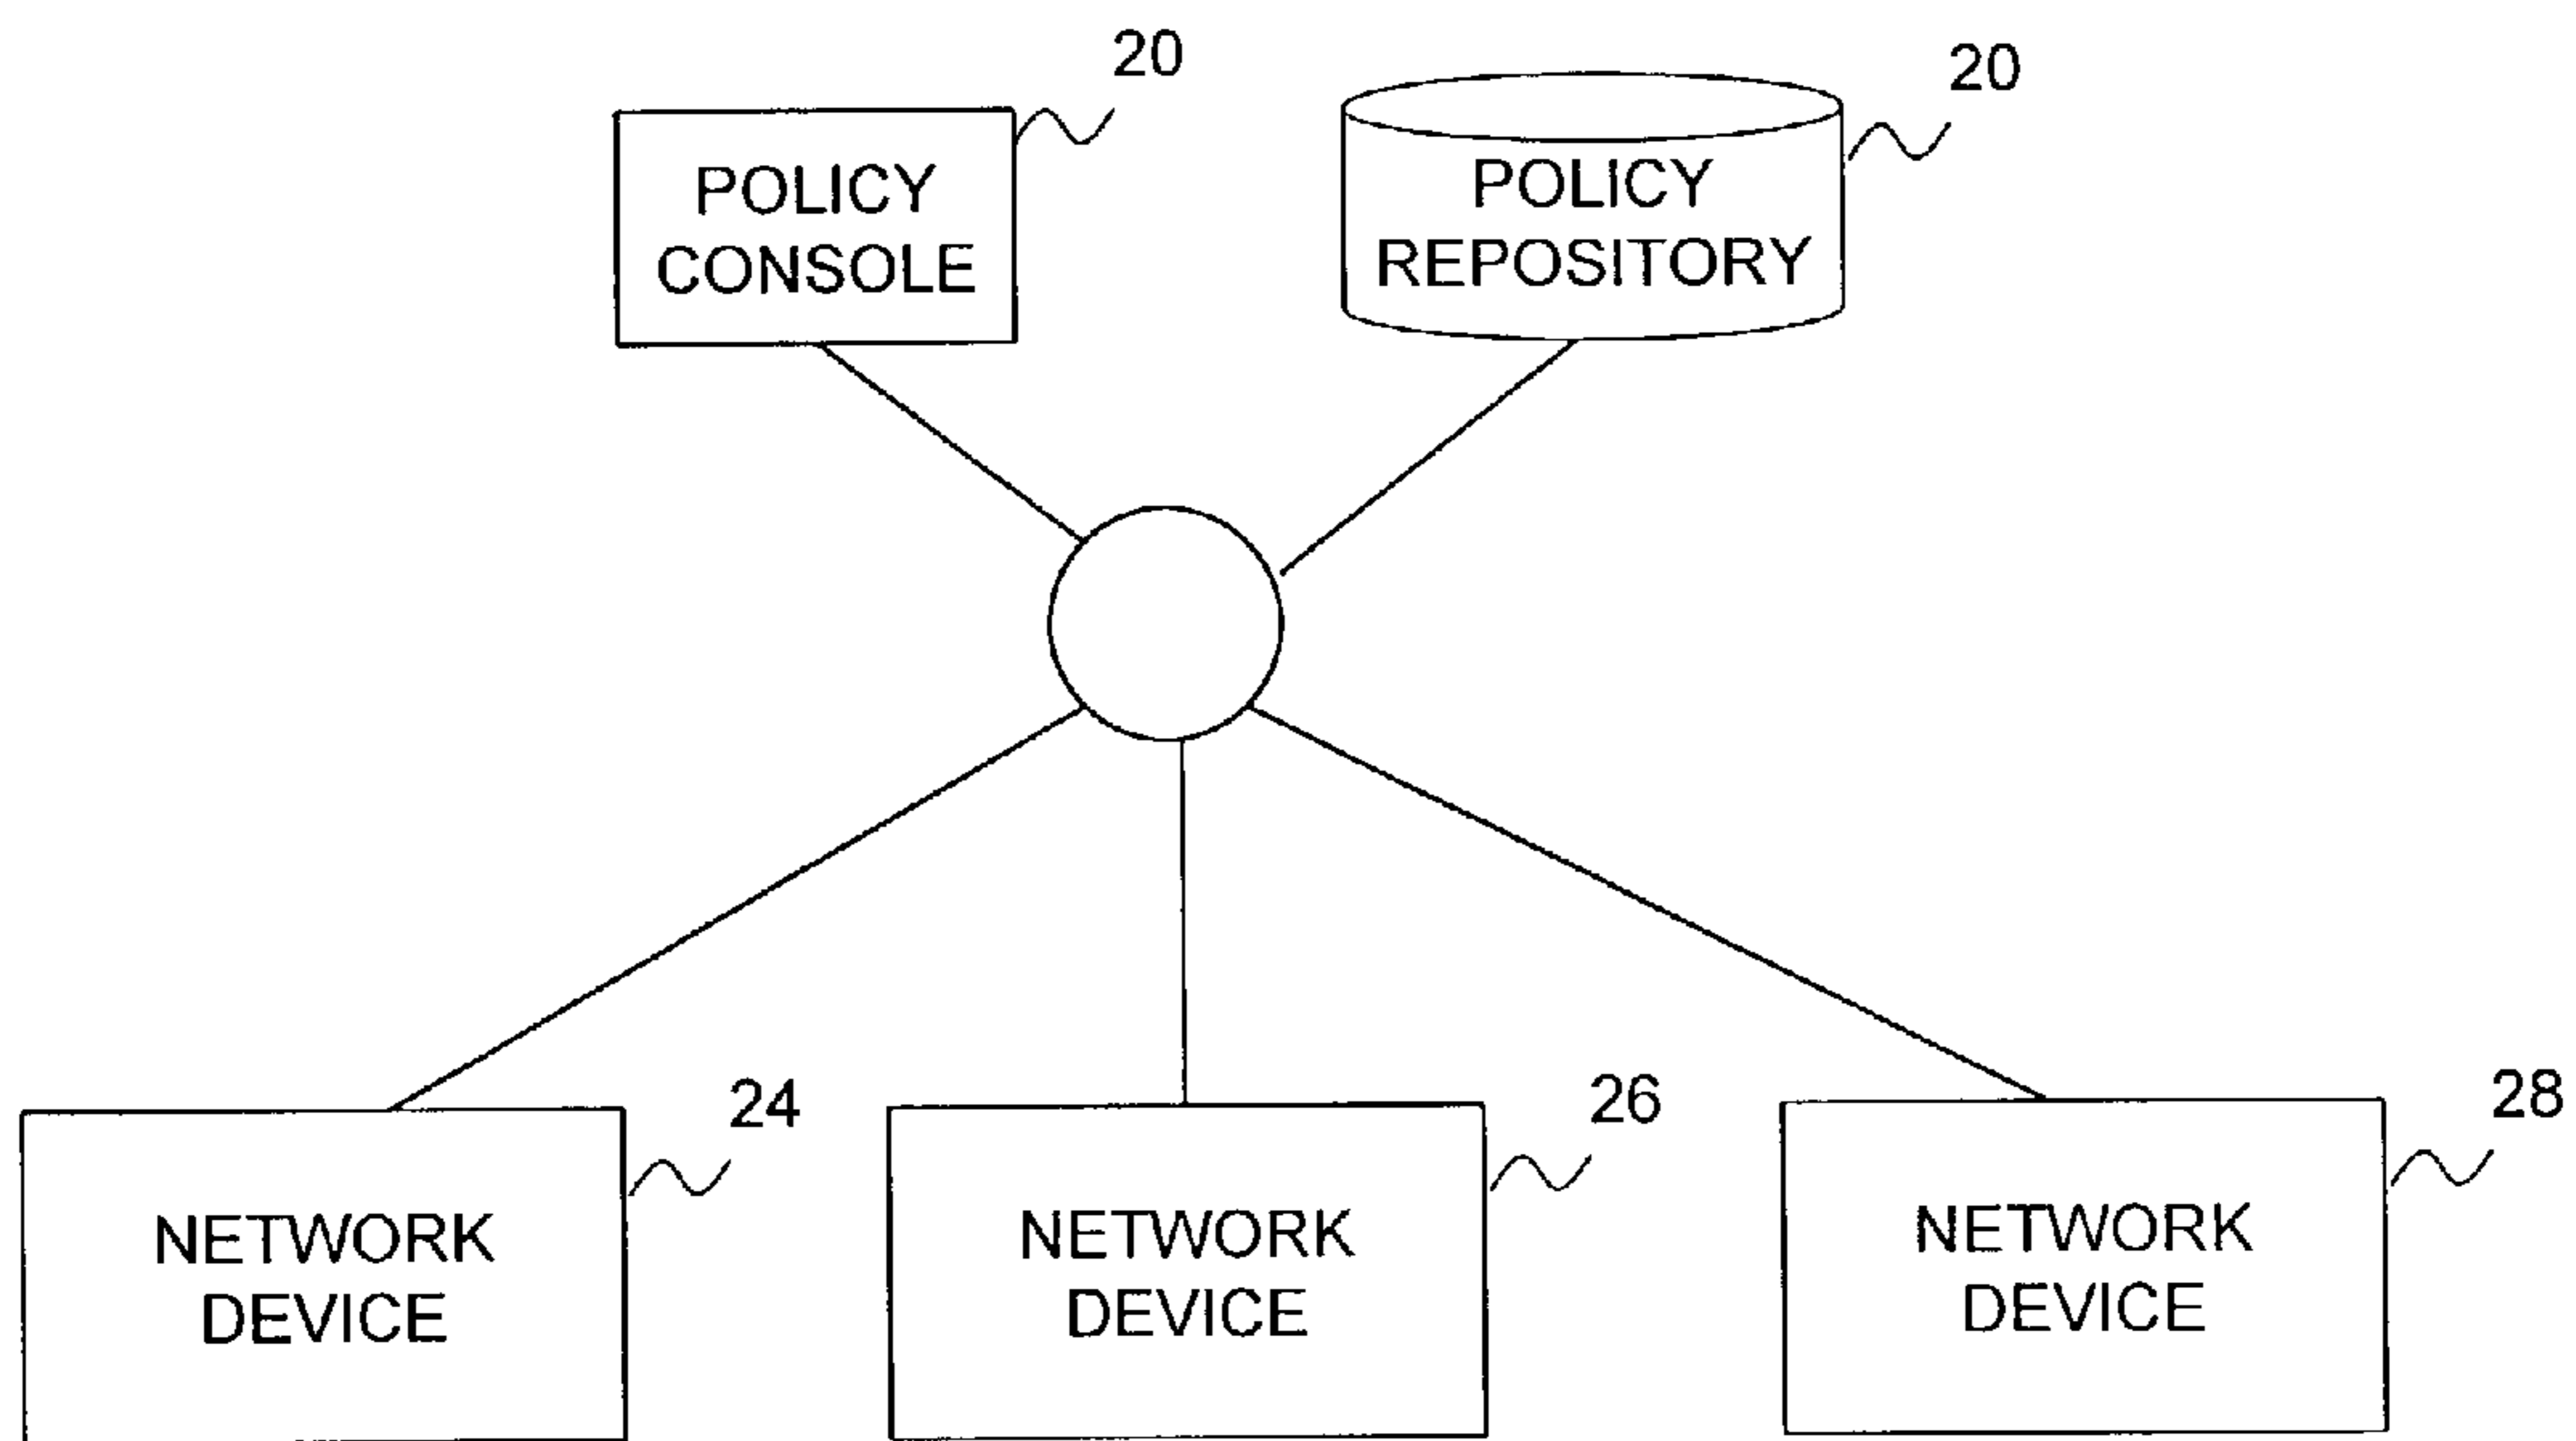 20
20
POLICY
CONSOLE
POLICY
REPOSITORY
24
26
28
NETWORK
DEVICE
NETWORK
DEVICE
NETWORK
DEVICE